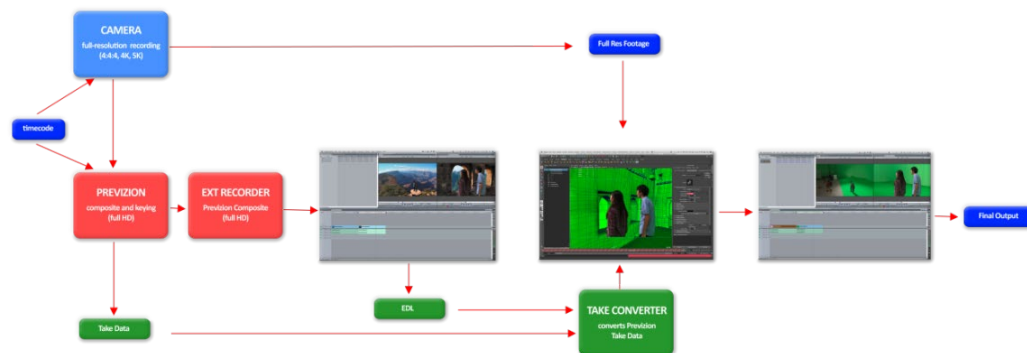 CAMERA
full-resolution recording
(4:4:4, 4K, 5K)
Full Res Footage
timecode
PREVIZION
composite and keying
(full HD)
EXT RECORDER
Previzion Composite
(full HD)
Final Output
EDL
TAKE CONVERTER
converts Previzion
Take Data
Take Data